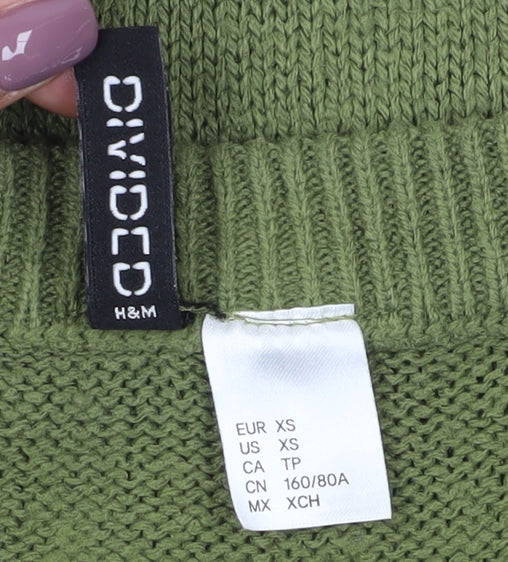 DIVIDED
H&M
EUR XS
US XS
CA TP
CN 160/80A
MX XCH